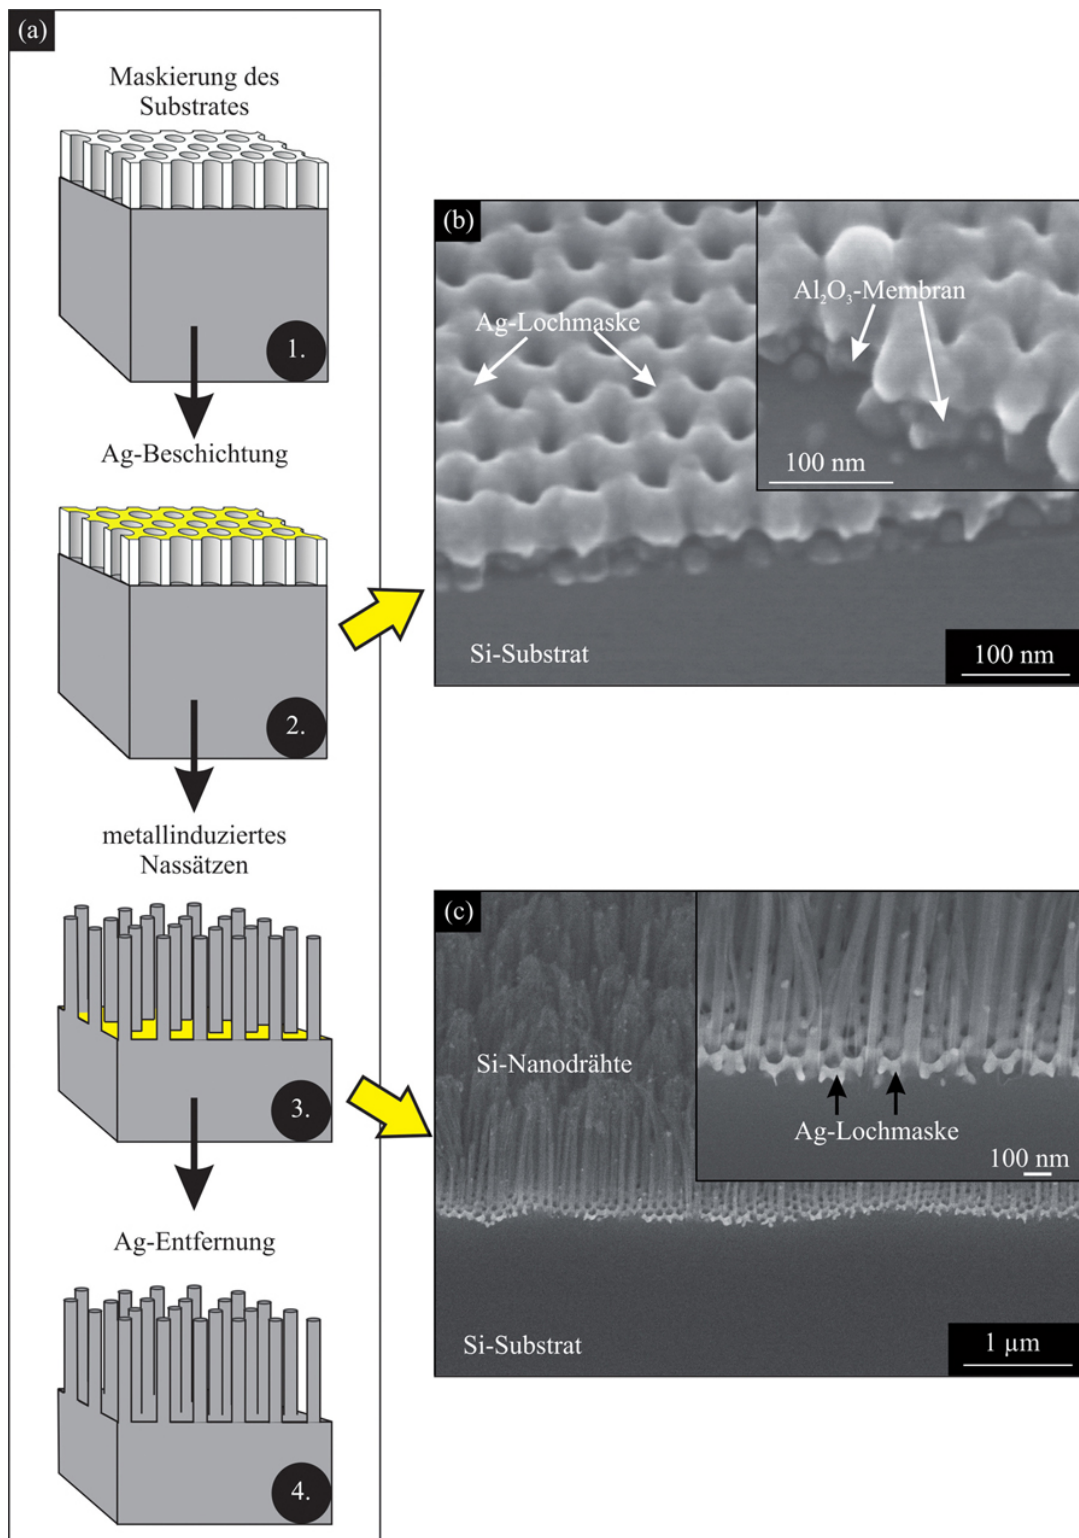 (a)
Maskierung des
Substrates
1.
Ag-Beschichtung
2.
metallinduziertes
Nassätzen
3.
Ag-Entfernung
4.
(b)
Ag-Lochmaske
Al₂O₃-Membran
100 nm
Si-Substrat
100 nm
(c)
Si-Nanodrähte
Ag-Lochmaske
100 nm
Si-Substrat
1 µm